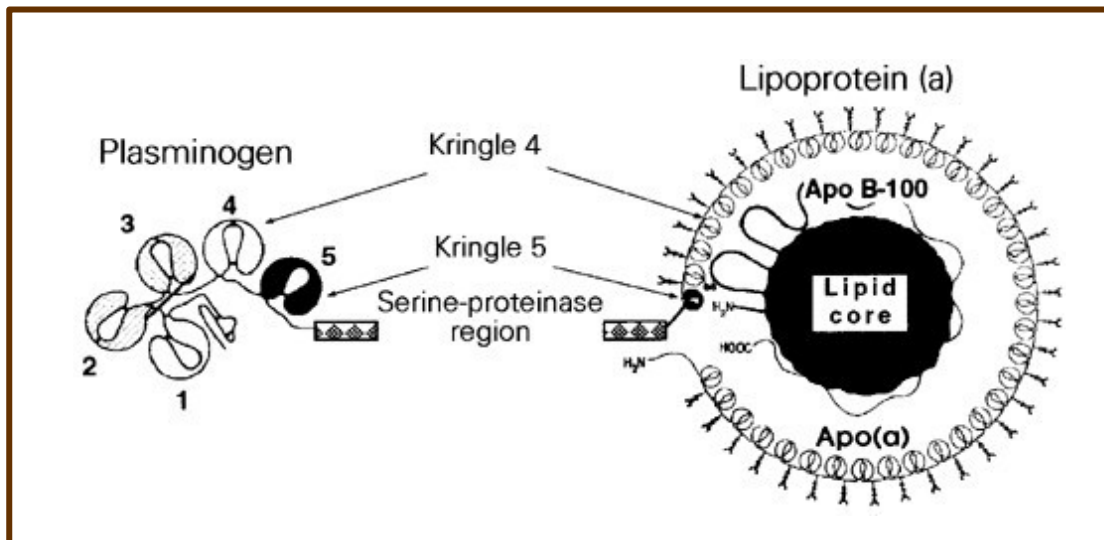 Lipoprotein (a)
Plasminogen
Kringle 4
Apo B-100
3
4
5
Kringle 5
Serine-proteinase
region
2
1
Lipid
core
H₂N
HOOC
H₂N
Apo(a)